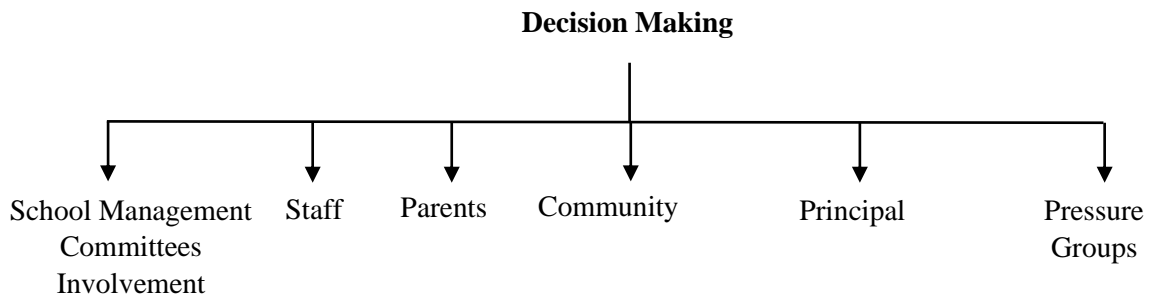 Decision Making
School Management
Committees
Involvement
Staff
Parents
Community
Principal
Pressure
Groups